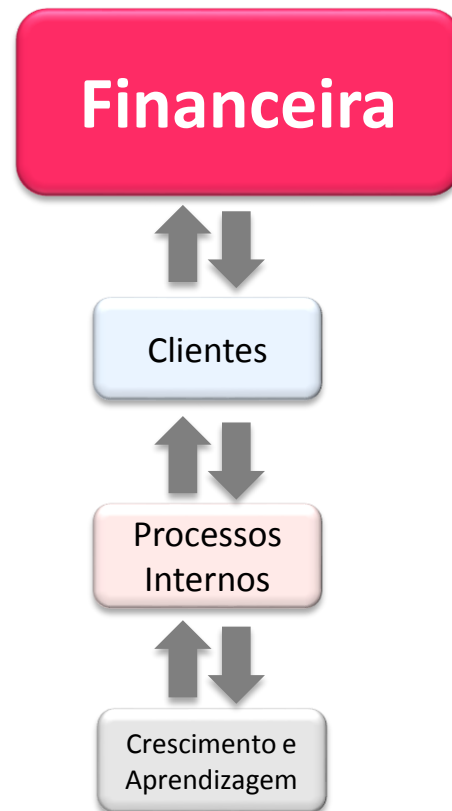 Financeira
Clientes
Processos
Internos
Crescimento e
Aprendizagem